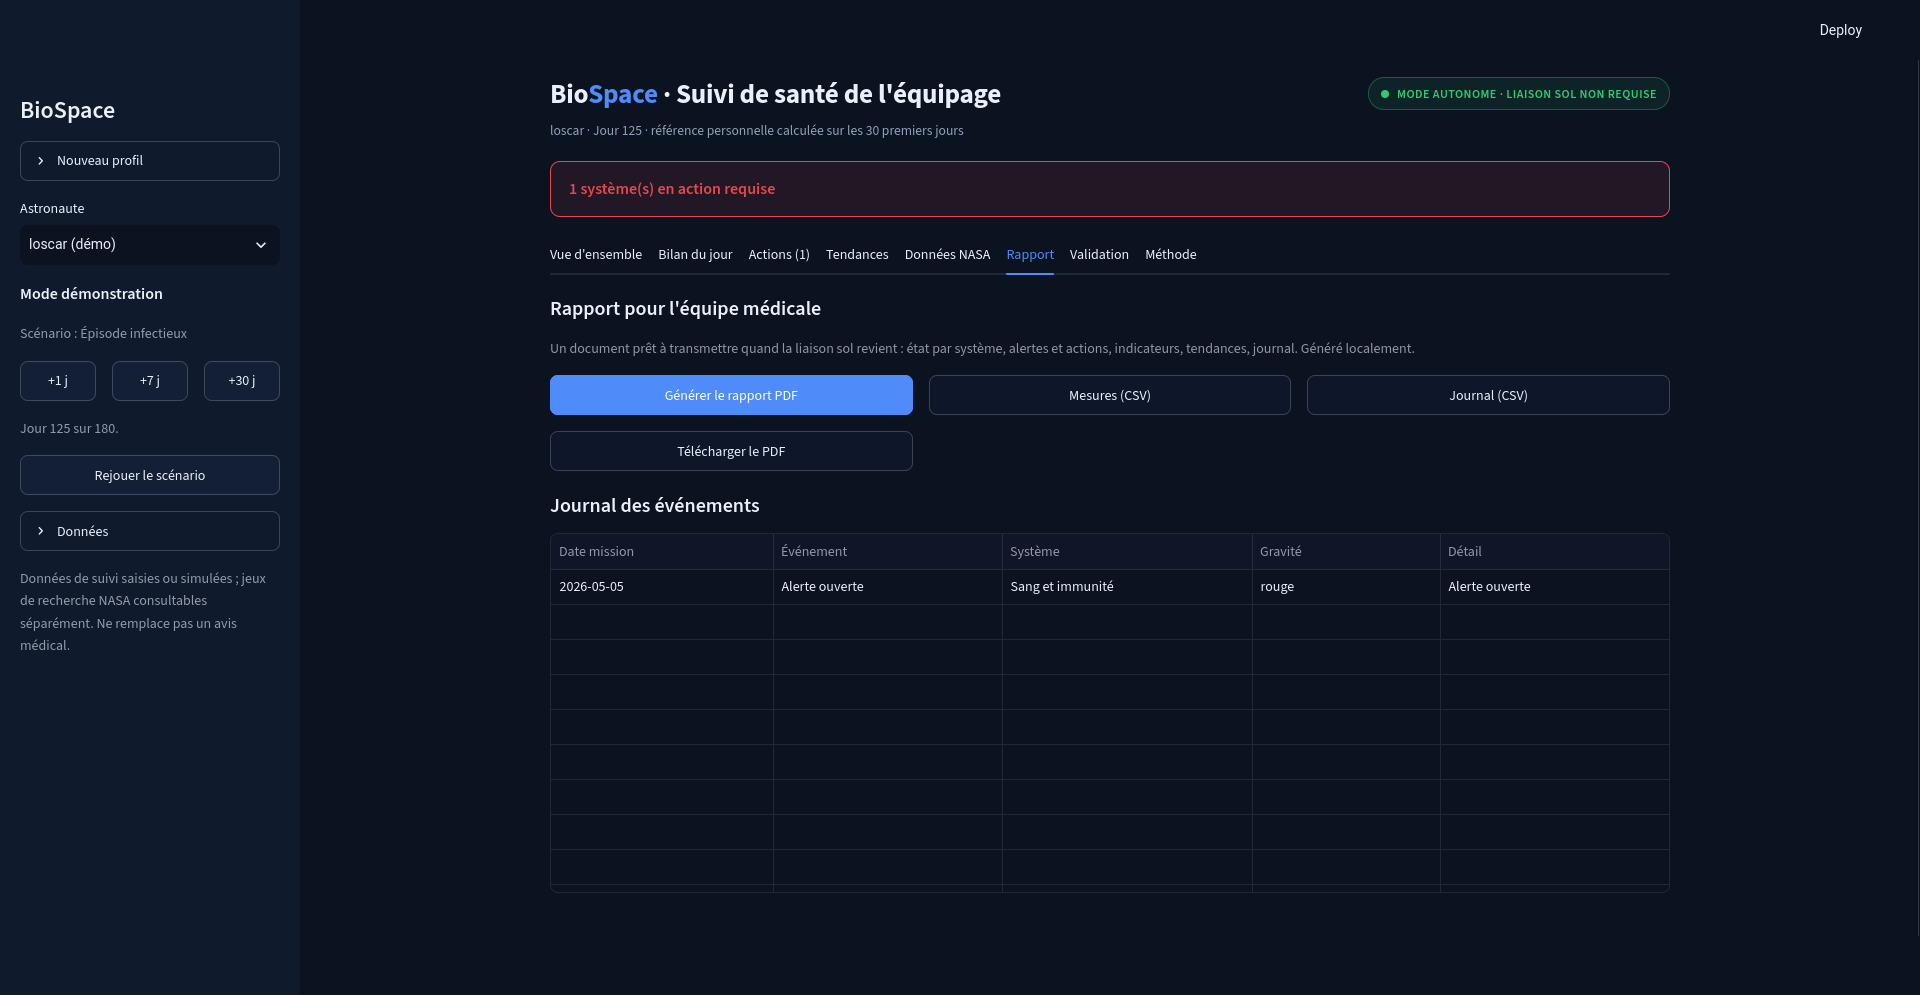 Deploy
BioSpace
Nouveau profil
Astronaute
loscar (démo)
Mode démonstration
Scénario : Épisode infectieux
+1 j
+7 j
+30 j
Jour 125 sur 180.
Rejouer le scénario
Données
Données de suivi saisies ou simulées ; jeux
de recherche NASA consultables
séparément. Ne remplace pas un avis
médical.
BioSpace · Suivi de santé de l'équipage
MODE AUTONOME · LIAISON SOL NON REQUISE
loscar · Jour 125 · référence personnelle calculée sur les 30 premiers jours
1 système(s) en action requise
Vue d'ensemble Bilan du jour Actions (1) Tendances Données NASA Rapport Validation Méthode
Rapport pour l'équipe médicale
Un document prêt à transmettre quand la liaison sol revient : état par système, alertes et actions, indicateurs, tendances, journal. Généré localement.
Générer le rapport PDF
Mesures (CSV)
Journal (CSV)
Télécharger le PDF
Journal des événements
Date mission Événement Système Gravité Détail
2026-05-05 Alerte ouverte Sang et immunité rouge Alerte ouverte